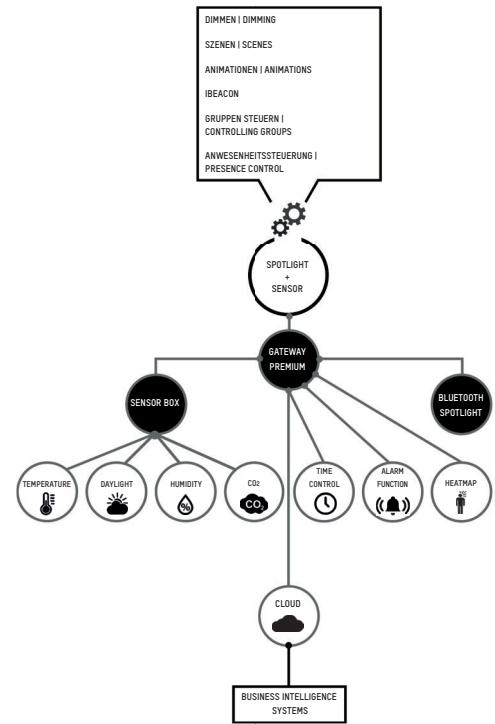 DIMMEN | DIMMING
SZENEN | SCENES
ANIMATIONEN | ANIMATIONS
IBEACON
GRUPPEN STEUERN |
CONTROLLING GROUPS
ANWESENHEITSSTEUERUNG |
PRESENCE CONTROL
SPOTLIGHT
+
SENSOR
GATEWAY
PREMIUM
SENSOR BOX
BLUETOOTH
SPOTLIGHT
TEMPERATURE
DAYLIGHT
HUMIDITY
%
CO2
CO2
TIME
CONTROL
ALARM
FUNCTION
HEATMAP
CLOUD
BUSINESS INTELLIGENCE
SYSTEMS